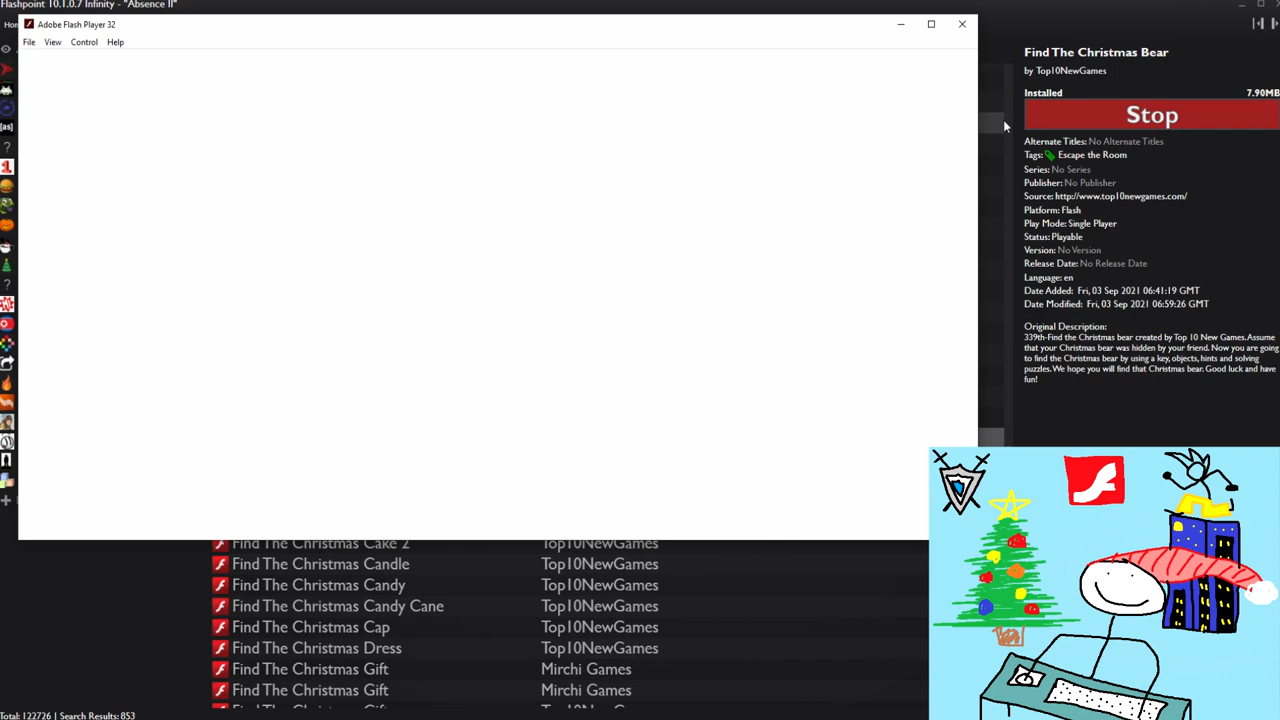 Flashpoint 10.1.0.7 Infinity - "Absence II"
Adobe Flash Player 32
File View Control Help
[as]
Find The Christmas Bear
by Top10NewGames
Installed 7.90MB
Stop
Alternate Titles: No Alternate Titles
Tags: Escape the Room
Series: No Series
Publisher: No Publisher
Source: http://www.top10newgames.com/
Platform: Flash
Play Mode: Single Player
Status: Playable
Version: No Version
Release Date: No Release Date
Language: en
Date Added: Fri, 03 Sep 2021 06:41:19 GMT
Date Modified: Fri, 03 Sep 2021 06:59:26 GMT
Original Description:
339th-Find the Christmas bear created by Top 10 New Games. Assume
that your Christmas bear was hidden by your friend. Now you are going
to find the Christmas bear by using a key, objects, hints and solving
puzzles. We hope you will find that Christmas bear. Good luck and have
fun!
Find The Christmas Cake 2 Top10NewGames
Find The Christmas Candle Top10NewGames
Find The Christmas Candy Top10NewGames
Find The Christmas Candy Cane Top10NewGames
Find The Christmas Cap Top10NewGames
Find The Christmas Dress Top10NewGames
Find The Christmas Gift Mirchi Games
Find The Christmas Gift Mirchi Games
Total: 122726 | Search Results: 853